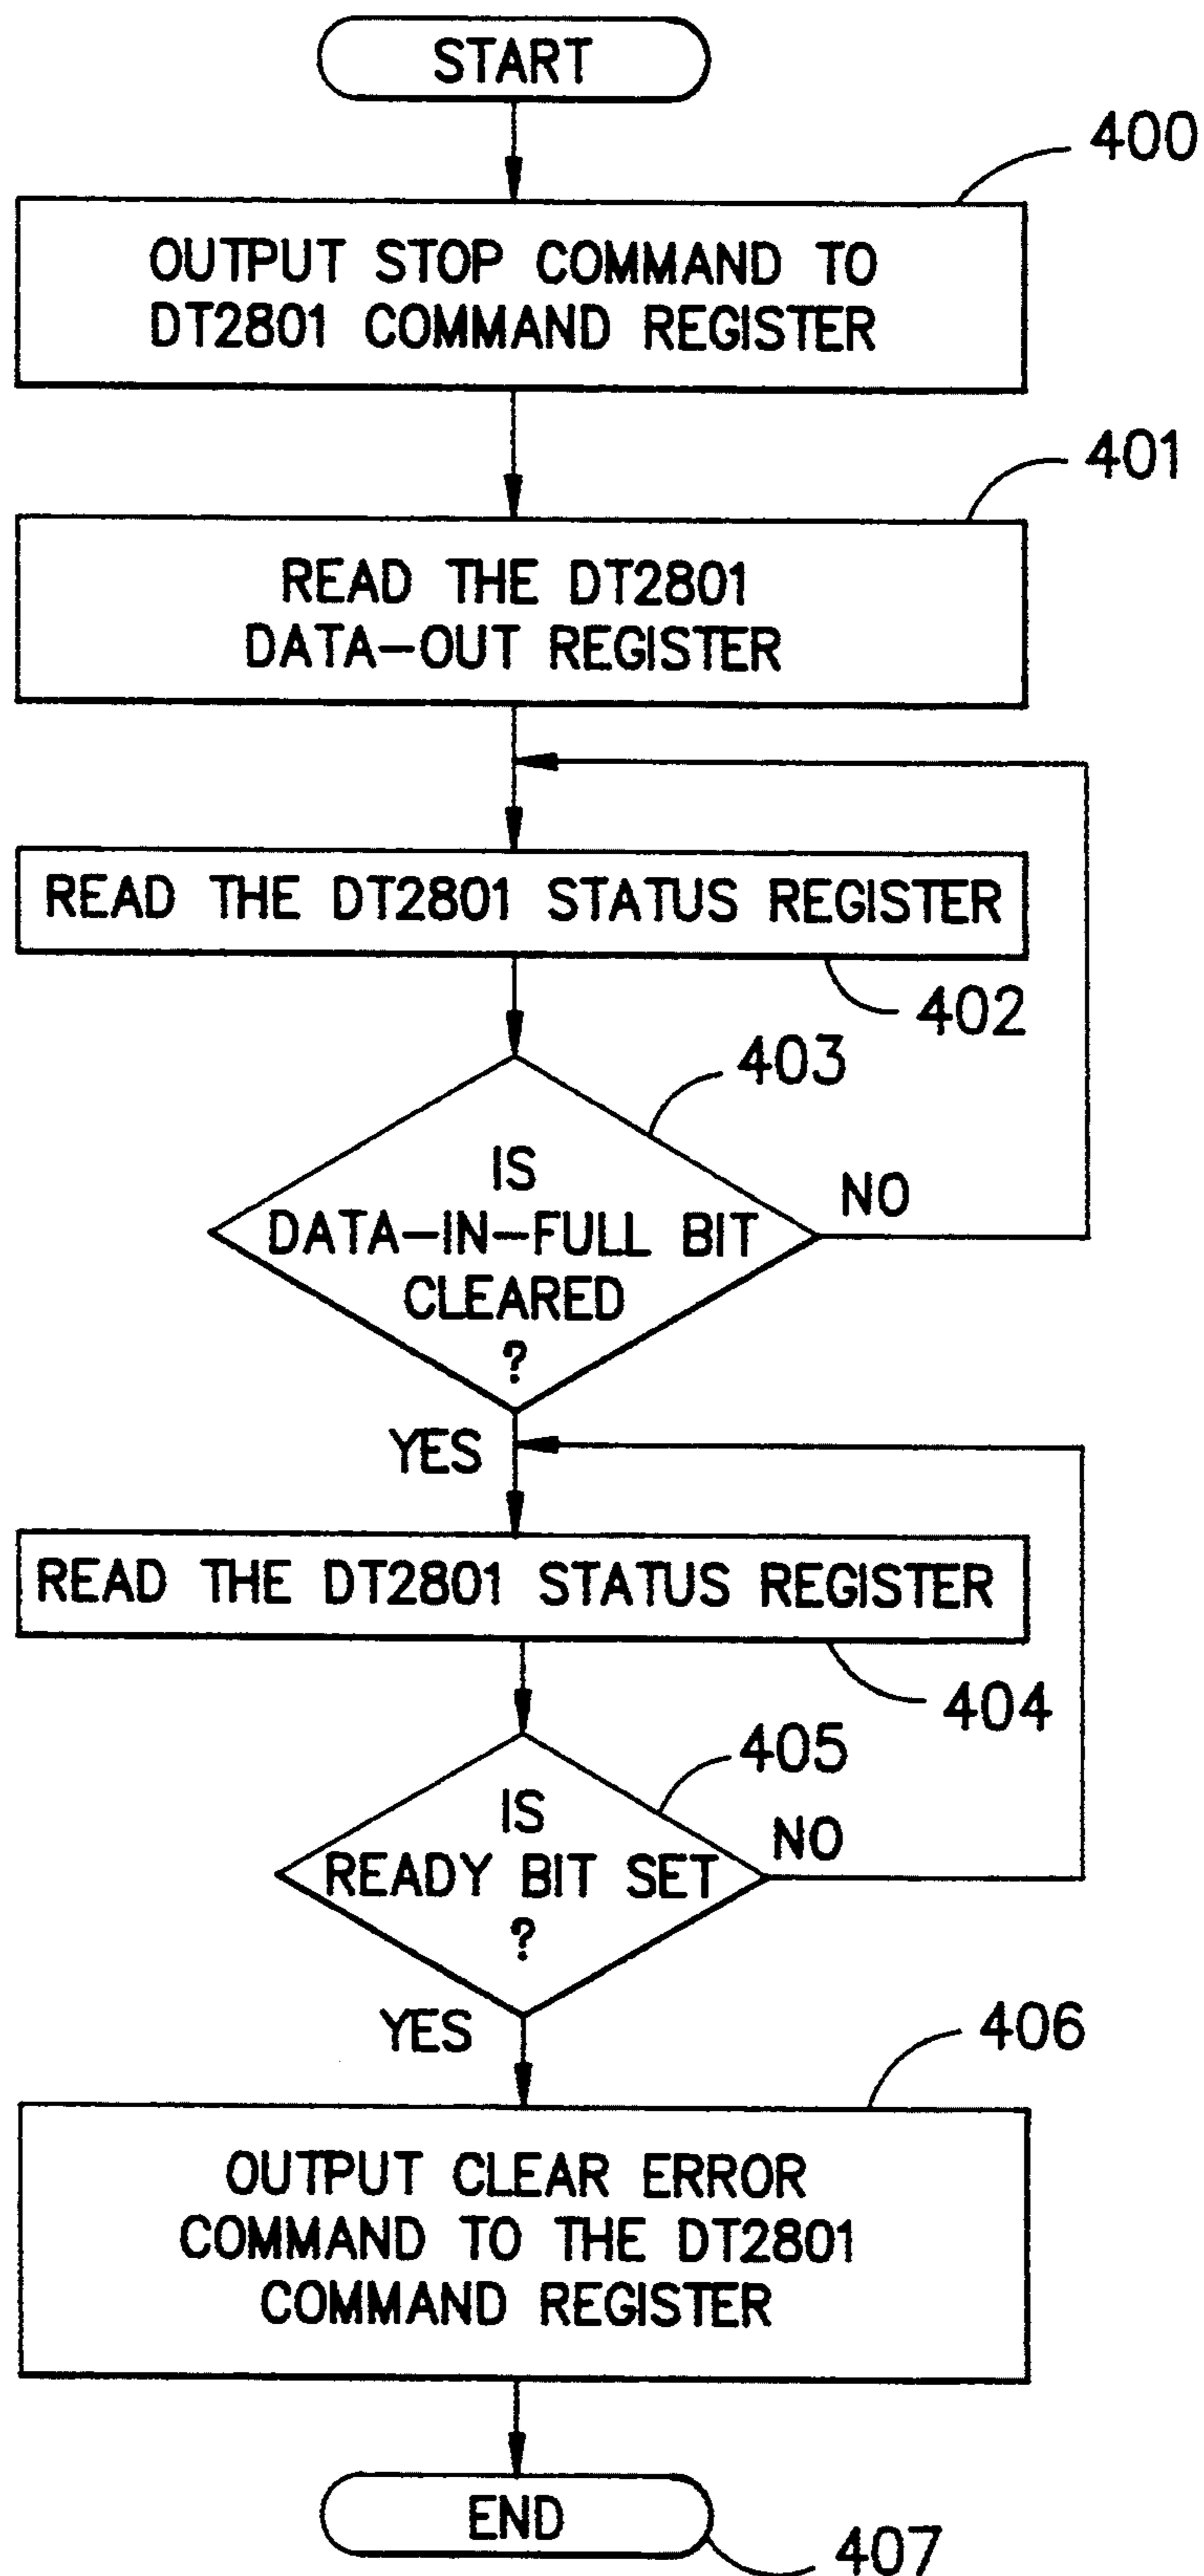 START
400
OUTPUT STOP COMMAND TO
DT2801 COMMAND REGISTER
401
READ THE DT2801
DATA-OUT REGISTER
READ THE DT2801 STATUS REGISTER
402
403
IS
DATA-IN-FULL BIT
CLEARED
?
NO
YES
READ THE DT2801 STATUS REGISTER
404
405
IS
READY BIT SET
?
NO
YES
406
OUTPUT CLEAR ERROR
COMMAND TO THE DT2801
COMMAND REGISTER
END
407